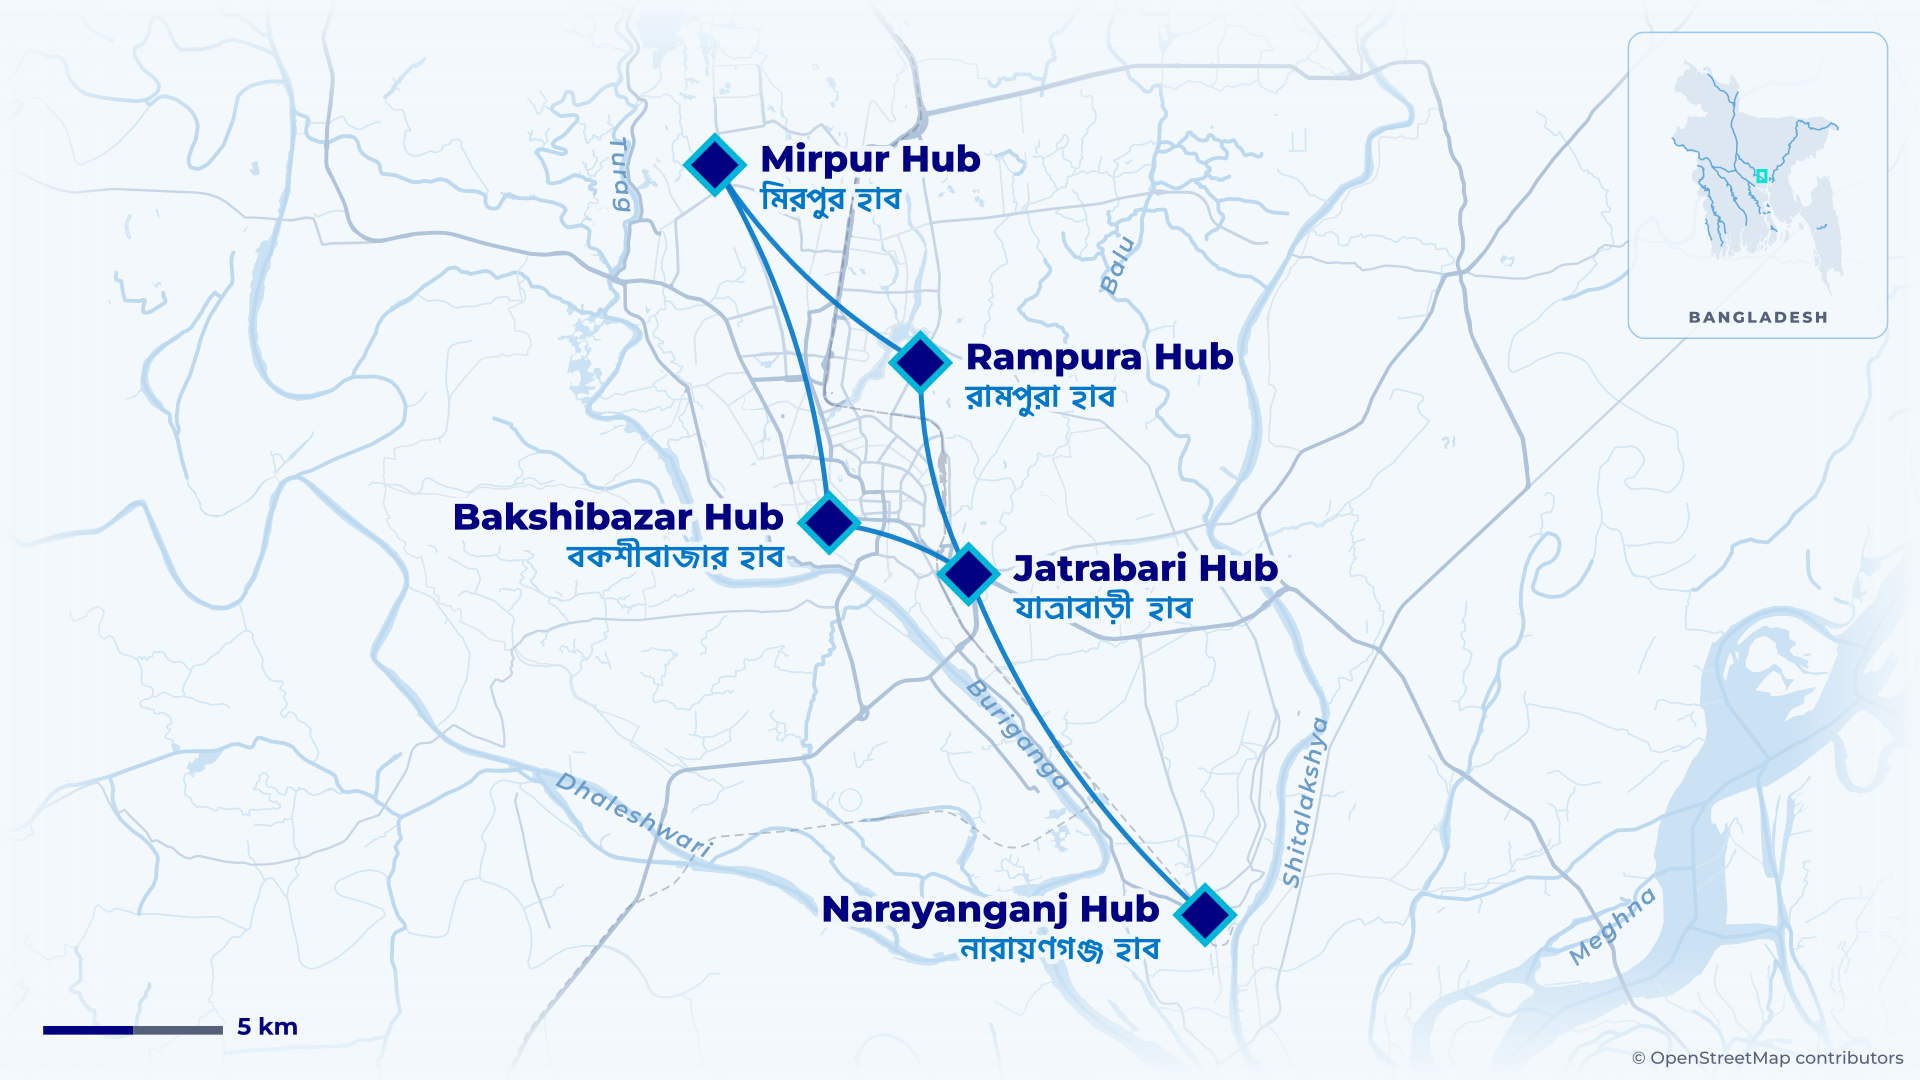 Mirpur Hub
মিরপুর হাব
Turag
Balu
BANGLADESH
Rampura Hub
রামপুরা হাব
Bakshibazar Hub
বকশীবাজার হাব
Jatrabari Hub
যাত্রাবাড়ী হাব
Buriganga
Shitalakshya
Dhaleshwari
Narayanganj Hub
নারায়ণগঞ্জ হাব
Meghna
5 km
© OpenStreetMap contributors